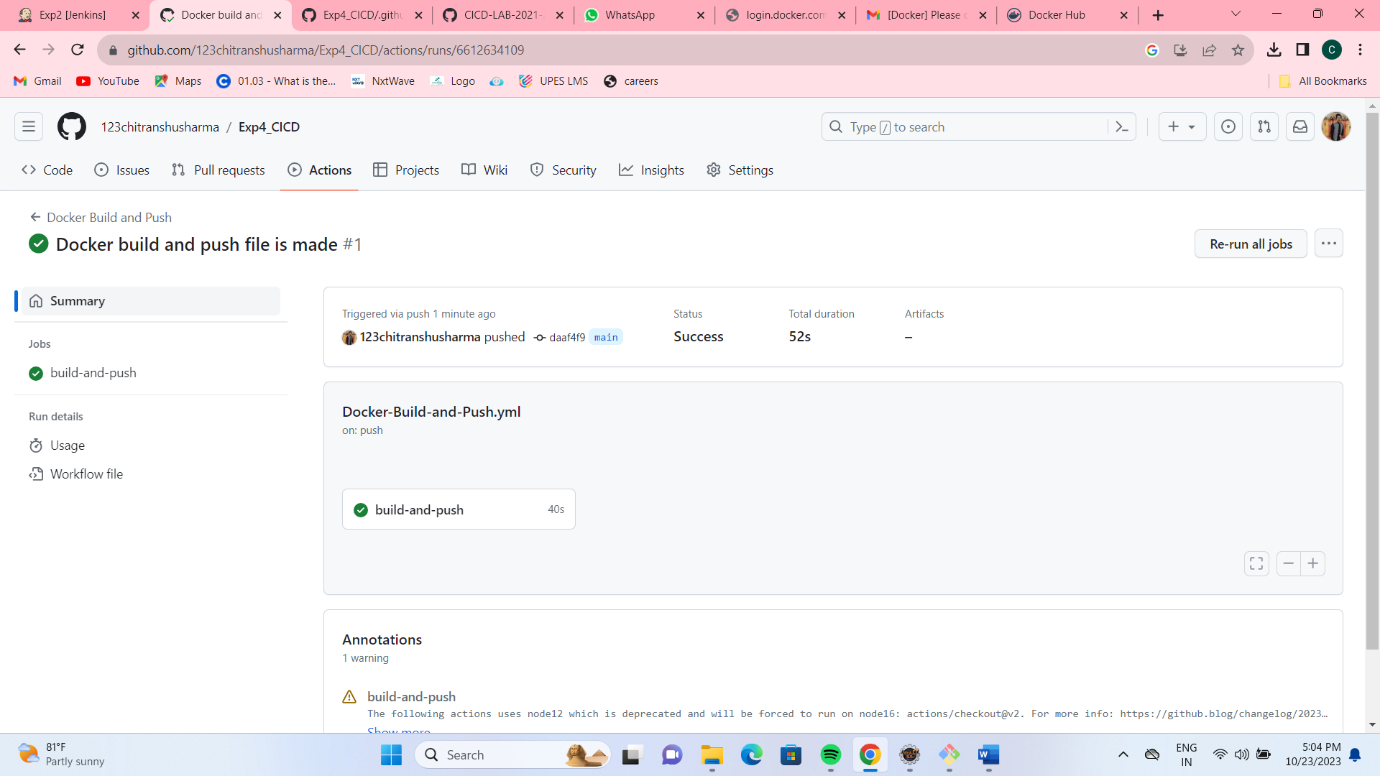 Exp2 [Jenkins]
Docker build and
Exp4_CICD/.gith
CICD-LAB-2021-
WhatsApp
login.docker.com
[Docker] Please c
Docker Hub
github.com/123chitranshusharma/Exp4_CICD/actions/runs/6612634109
C
Gmail
YouTube
Maps
01.03 - What is the...
NxtWave
Logo
UPES LMS
careers
All Bookmarks
123chitranshusharma / Exp4_CICD
Type / to search
Code
Issues
Pull requests
Actions
Projects
Wiki
Security
Insights
Settings
Docker Build and Push
Docker build and push file is made #1
Re-run all jobs
Summary
Jobs
build-and-push
Run details
Usage
Workflow file
Triggered via push 1 minute ago
123chitranshusharma pushed daaf4f9 main
Status
Success
Total duration
52s
Artifacts
–
Docker-Build-and-Push.yml
on: push
build-and-push 40s
Annotations
1 warning
build-and-push
The following actions uses node12 which is deprecated and will be forced to run on node16: actions/checkout@v2. For more info: https://github.blog/changelog/2023…
Show more
81°F
Partly sunny
Search
ENG
IN
5:04 PM
10/23/2023